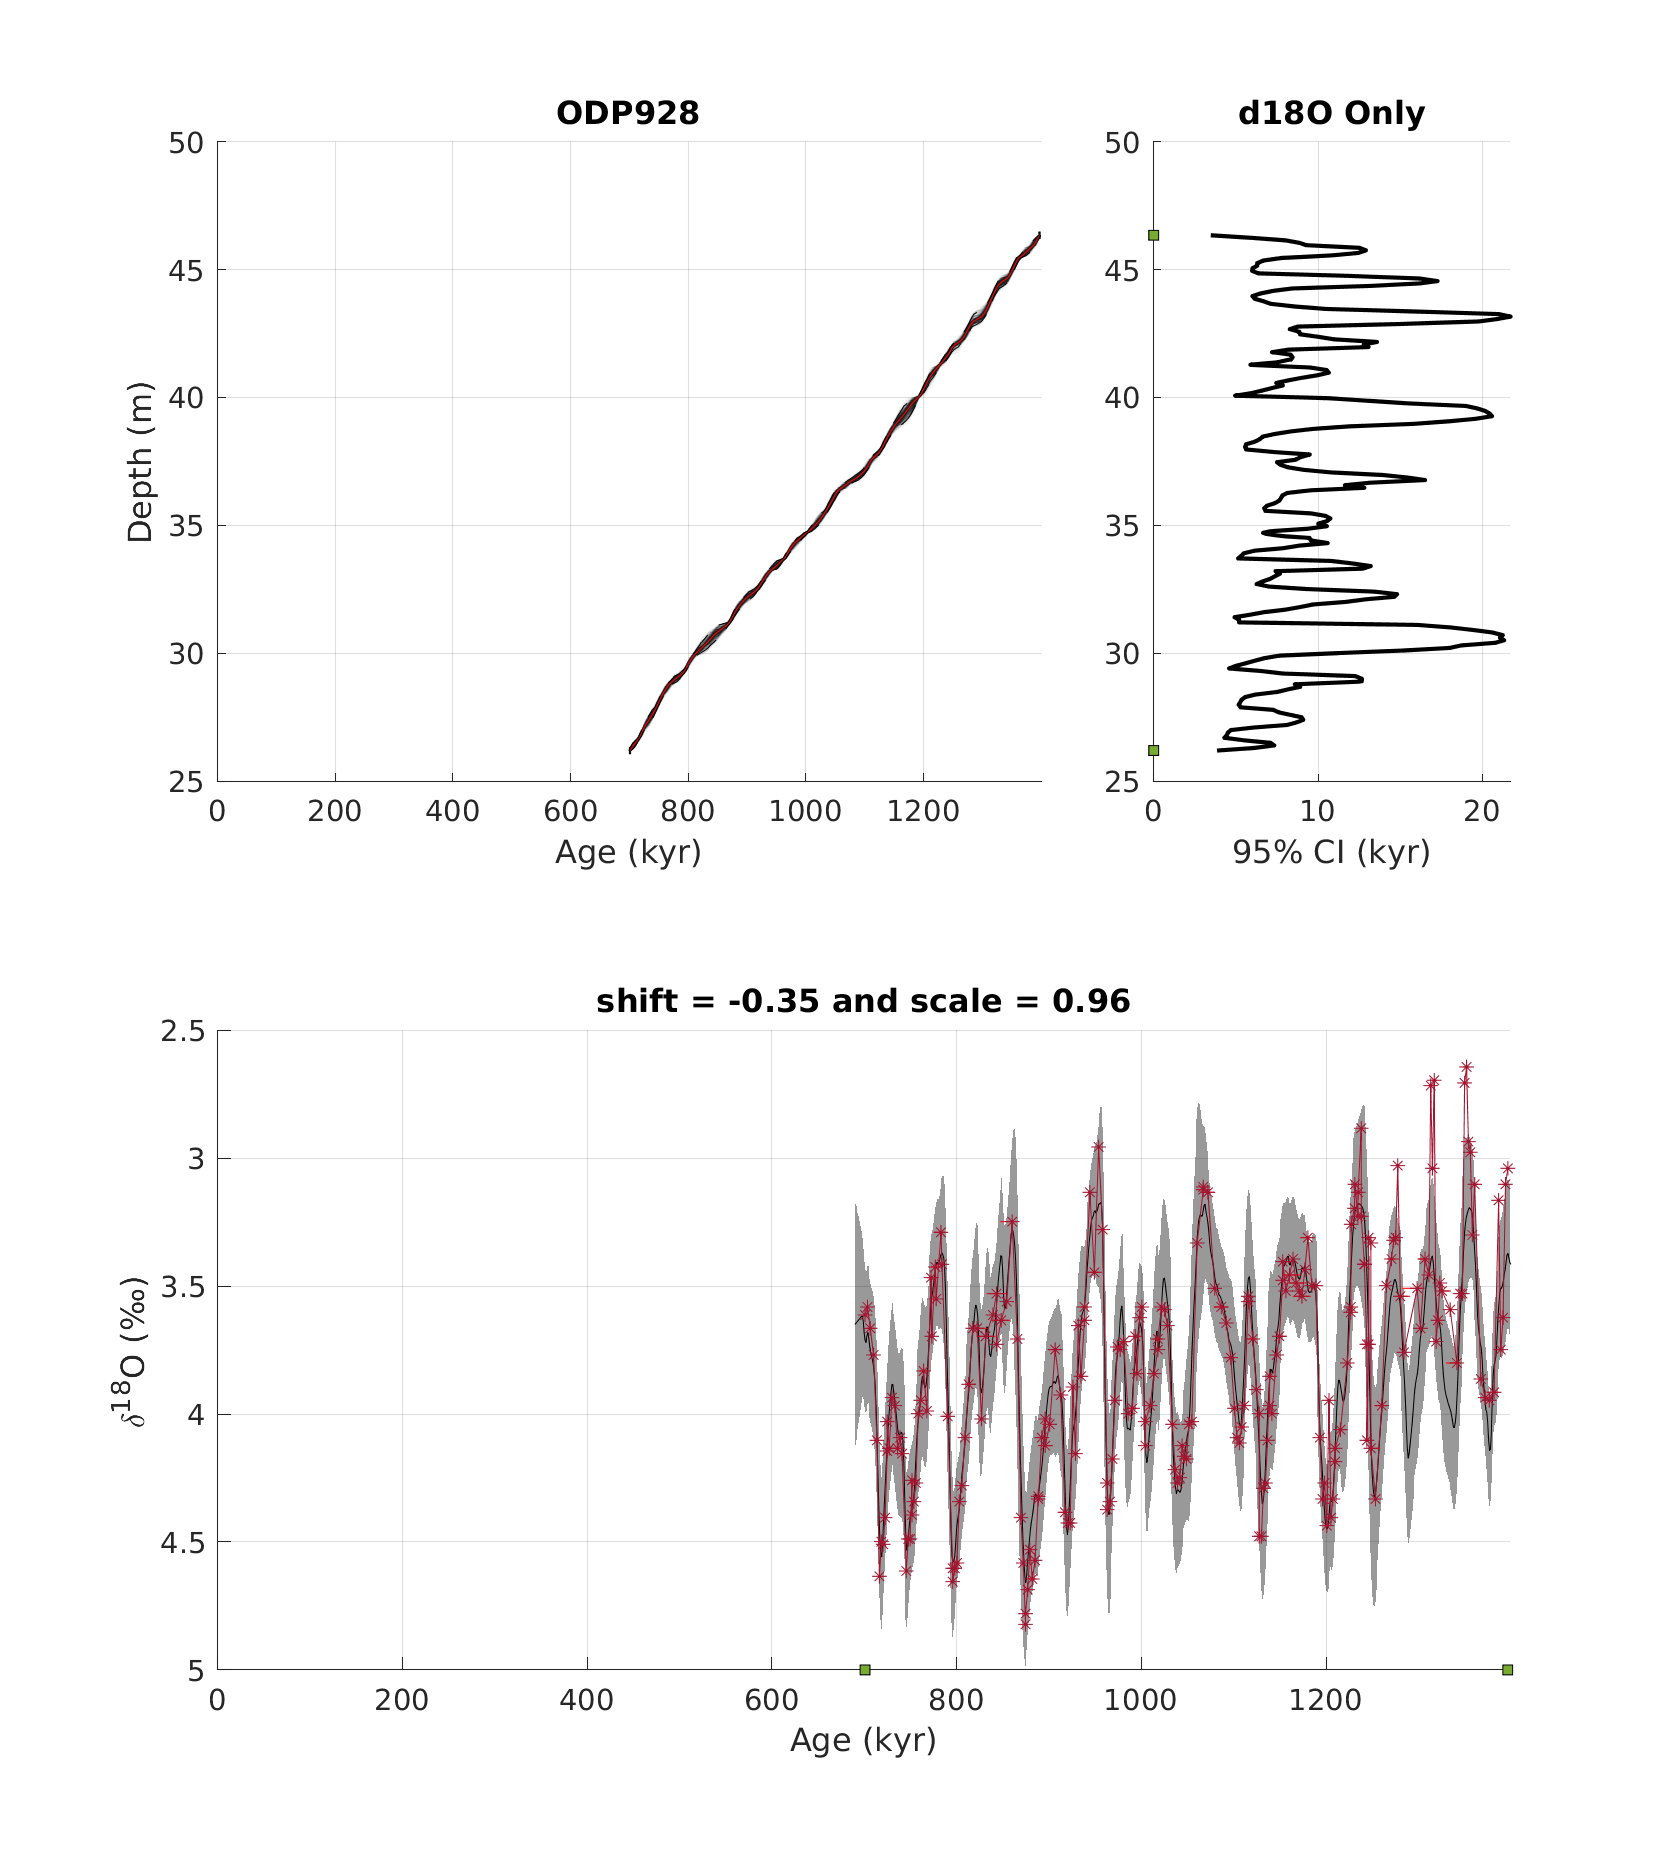 ODP928
50
45
40
35
30
25
Depth (m)
0 200 400 600 800 1000 1200
Age (kyr)
d18O Only
50
45
40
35
30
25
0 10 20
95% CI (kyr)
shift = -0.35 and scale = 0.96
2.5
3
3.5
4
4.5
5
δ¹⁸O (‰)
0 200 400 600 800 1000 1200
Age (kyr)